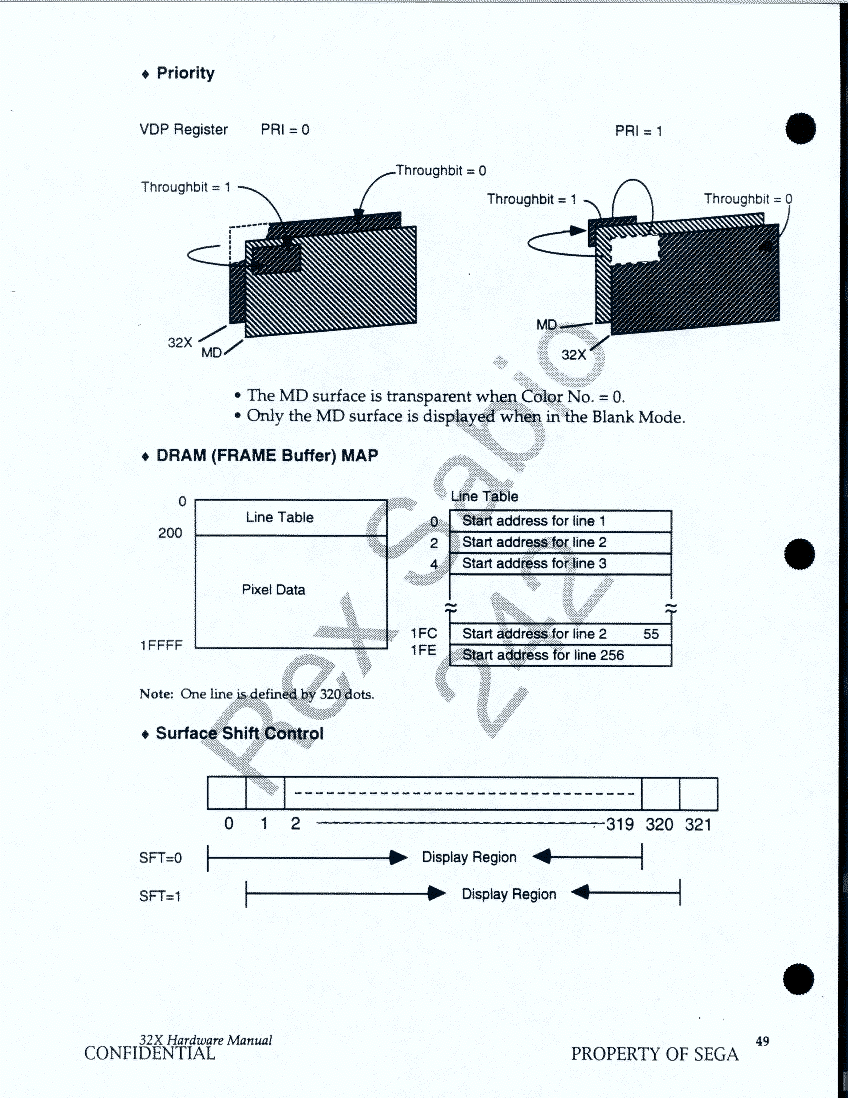 ♦ Priority
VDP Register PRI = 0 PRI = 1
Throughbit = 0
Throughbit = 1
Throughbit = 1 Throughbit = 0
32X
MD
MD
32X
• The MD surface is transparent when Color No. = 0.
• Only the MD surface is displayed when in the Blank Mode.
♦ DRAM (FRAME Buffer) MAP
0
Line Table
200
Pixel Data
1FFFF
Line Table
0 Start address for line 1
2 Start address for line 2
4 Start address for line 3
≈ ≈
1FC Start address for line 2 55
1FE Start address for line 256
Note: One line is defined by 320 dots.
♦ Surface Shift Control
0 1 2 319 320 321
SFT=0 Display Region
SFT=1 Display Region
Rex Sabio
242
32X Hardware Manual 49
CONFIDENTIAL PROPERTY OF SEGA